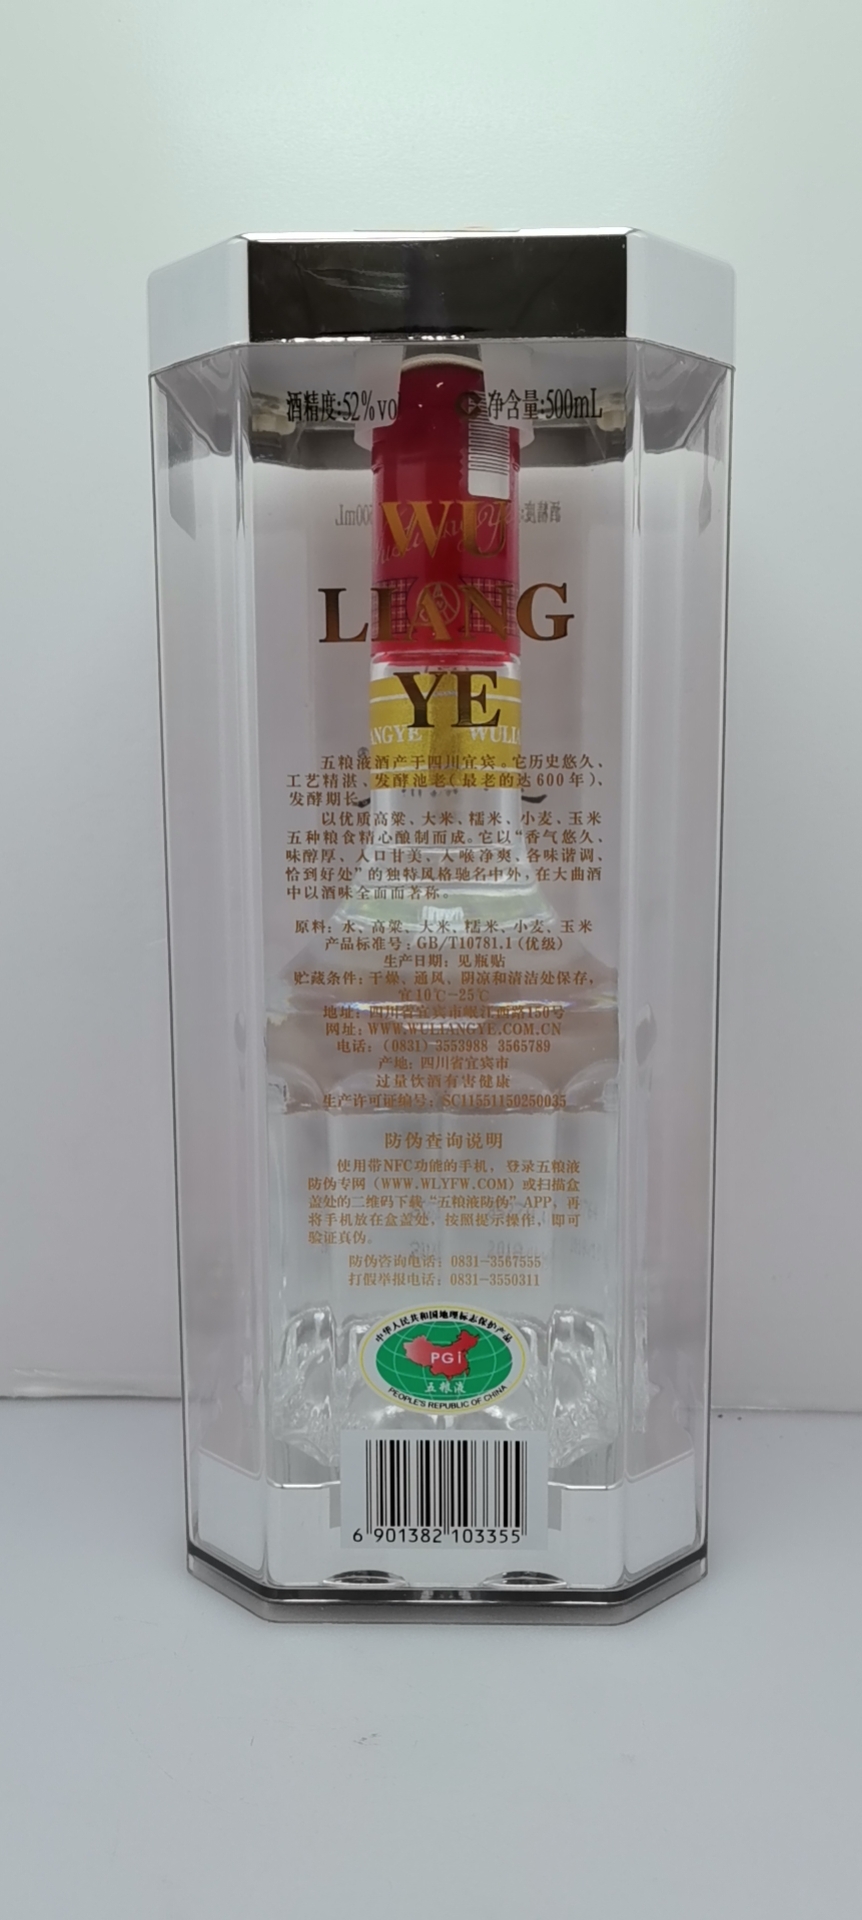 酒精度:52%vo
净含量:500mL
WU
LIANG
YE
ANGYE WULI
五粮液酒产于四川宜宾。它历史悠久、
工艺精湛、发酵池老(最老的达600年)、
发酵期长。
以优质高粱、大米、糯米、小麦、玉米
五种粮食精心酿制而成。它以“香气悠久、
味醇厚、入口甘美、入喉净爽、各味谐调、
恰到好处”的独特风格驰名中外,在大曲酒
中以酒味全面而著称。
原料:水、高粱、大米、糯米、小麦、玉米
产品标准号:GB/T10781.1(优级)
生产日期:见瓶贴
贮藏条件:干燥、通风、阴凉和清洁处保存,
宜10℃-25℃
地址:四川省宜宾市岷江西路150号
网址:WWW.WULIANGYE.COM.CN
电话:(0831)3553988 3565789
产地:四川省宜宾市
过量饮酒有害健康
生产许可证编号:SC11551150250035
防伪查询说明
使用带NFC功能的手机,登录五粮液
防伪专网(WWW.WLYFW.COM)或扫描盒
盖处的二维码下载“五粮液防伪”APP,再
将手机放在盒盖处,按照提示操作,即可
验证真伪。
防伪咨询电话:0831-3567555
打假举报电话:0831-3550311
中华人民共和国地理标志保护产品
PGI
五粮液
PEOPLE'S REPUBLIC OF CHINA
6 901382 103355